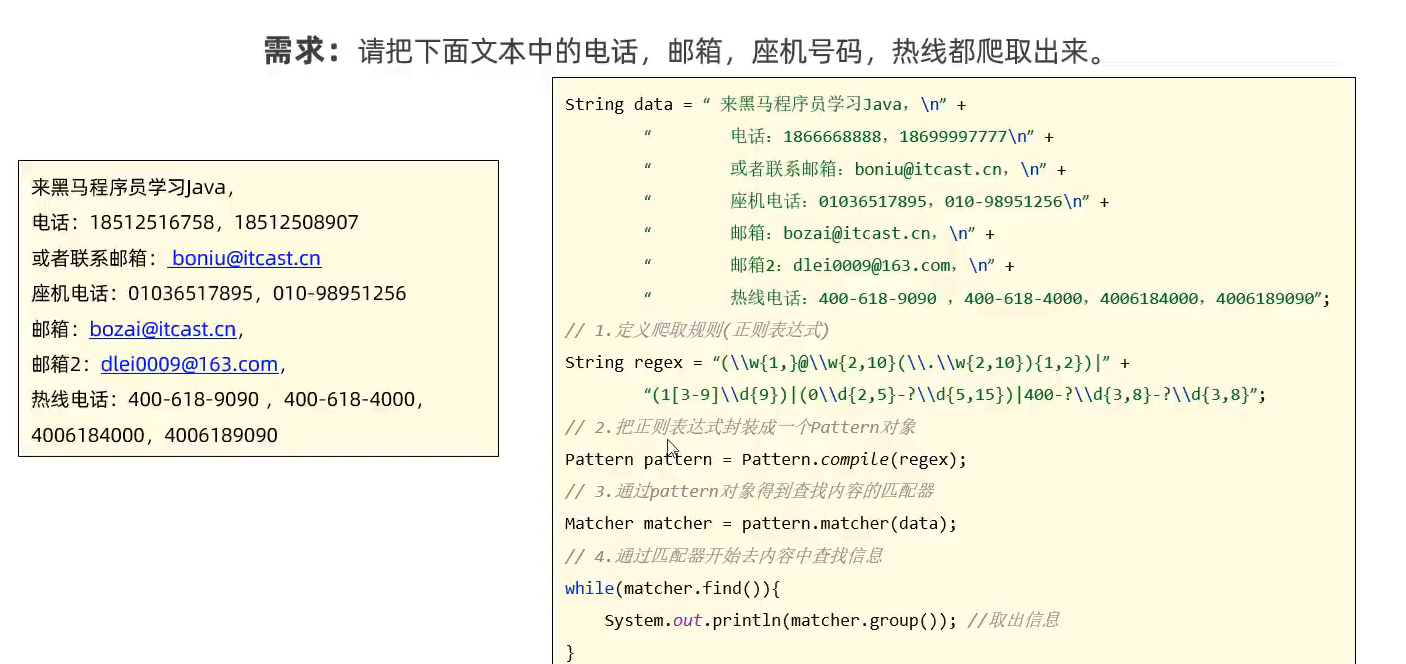 需求：请把下面文本中的电话，邮箱，座机号码，热线都爬取出来。
来黑马程序员学习Java，
电话：18512516758，18512508907
或者联系邮箱： boniu@itcast.cn
座机电话：01036517895，010-98951256
邮箱：bozai@itcast.cn，
邮箱2：dlei0009@163.com，
热线电话：400-618-9090 ，400-618-4000，
4006184000，4006189090
String data = “ 来黑马程序员学习Java，\n” +
“        电话：1866668888，18699997777\n” +
“        或者联系邮箱：boniu@itcast.cn，\n” +
“        座机电话：01036517895，010-98951256\n” +
“        邮箱：bozai@itcast.cn，\n” +
“        邮箱2：dlei0009@163.com，\n” +
“        热线电话：400-618-9090 ，400-618-4000，4006184000，4006189090”;
// 1.定义爬取规则(正则表达式)
String regex = “(\\w{1,}@\\w{2,10}(\\.\\w{2,10}){1,2})|” +
“(1[3-9]\\d{9})|(0\\d{2,5}-?\\d{5,15})|400-?\\d{3,8}-?\\d{3,8}”;
// 2.把正则表达式封装成一个Pattern对象
Pattern pattern = Pattern.compile(regex);
// 3.通过pattern对象得到查找内容的匹配器
Matcher matcher = pattern.matcher(data);
// 4.通过匹配器开始去内容中查找信息
while(matcher.find()){
System.out.println(matcher.group()); //取出信息
}